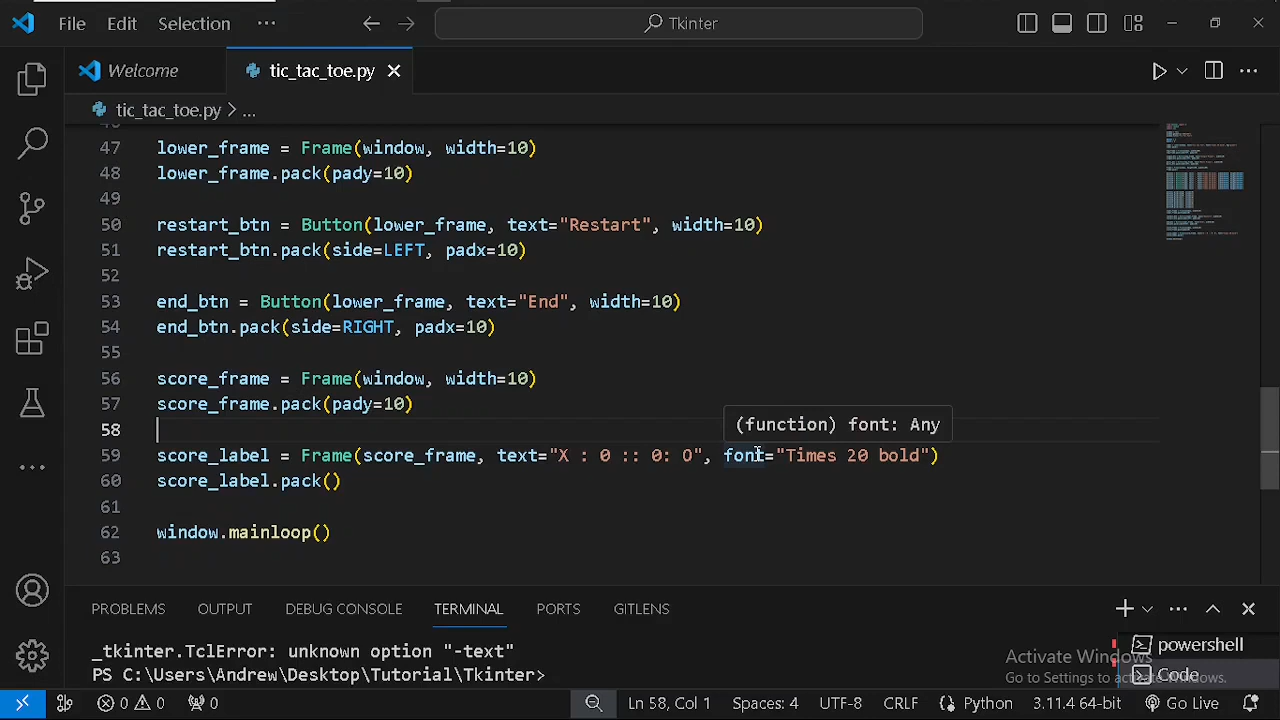 File Edit Selection ··· Tkinter
Welcome tic_tac_toe.py
tic_tac_toe.py > ...
47 lower_frame = Frame(window, width=10)
48 lower_frame.pack(pady=10)
49
50 restart_btn = Button(lower_frame, text="Restart", width=10)
51 restart_btn.pack(side=LEFT, padx=10)
52
53 end_btn = Button(lower_frame, text="End", width=10)
54 end_btn.pack(side=RIGHT, padx=10)
55
56 score_frame = Frame(window, width=10)
57 score_frame.pack(pady=10)
(function) font: Any
58
59 score_label = Frame(score_frame, text="X : 0 :: 0: O", font="Times 20 bold")
60 score_label.pack()
61
62 window.mainloop()
63
PROBLEMS OUTPUT DEBUG CONSOLE TERMINAL PORTS GITLENS
_tkinter.TclError: unknown option "-text"
PS C:\Users\Andrew\Desktop\Tutorial\Tkinter>
powershell
Code
Activate Windows
Go to Settings to activate Windows.
0 0 0 Ln 58, Col 1 Spaces: 4 UTF-8 CRLF Python 3.11.4 64-bit Go Live